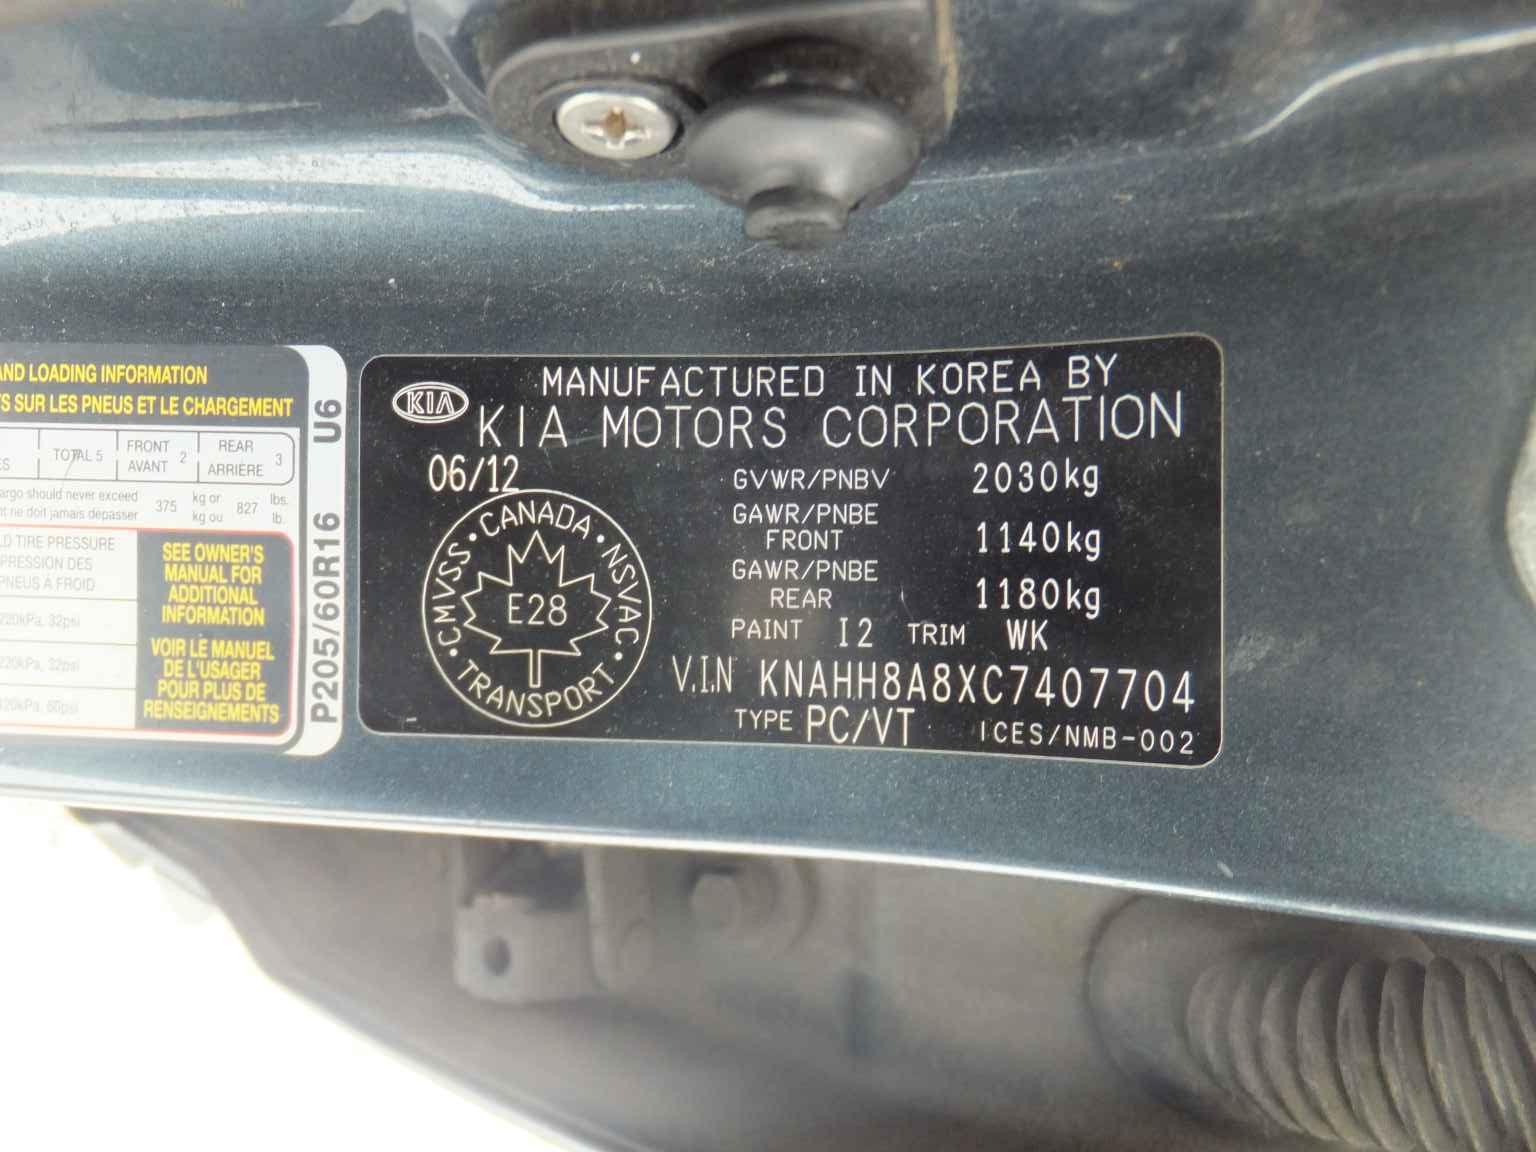 AND LOADING INFORMATION
TS SUR LES PNEUS ET LE CHARGEMENT
TOTAL 5
FRONT
AVANT 2
REAR
ARRIÈRE 3
argo should never exceed
nt ne doit jamais dépasser
375
kg or
kg ou
827
lbs.
lb.
LD TIRE PRESSURE
PRESSION DES
PNEUS À FROID
220kPa, 32psi
220kPa, 32psi
420kPa, 60psi
SEE OWNER'S
MANUAL FOR
ADDITIONAL
INFORMATION
VOIR LE MANUEL
DE L'USAGER
POUR PLUS DE
RENSEIGNEMENTS
P205/60R16 U6
KIA
MANUFACTURED IN KOREA BY
KIA MOTORS CORPORATION
06/12
GVWR/PNBV 2030kg
GAWR/PNBE
FRONT 1140kg
GAWR/PNBE
REAR 1180kg
PAINT I2 TRIM WK
V.I.N KNAHH8A8XC7407704
TYPE PC/VT ICES/NMB-002
CANADA
CMVSS
NSVAC
E28
TRANSPORT